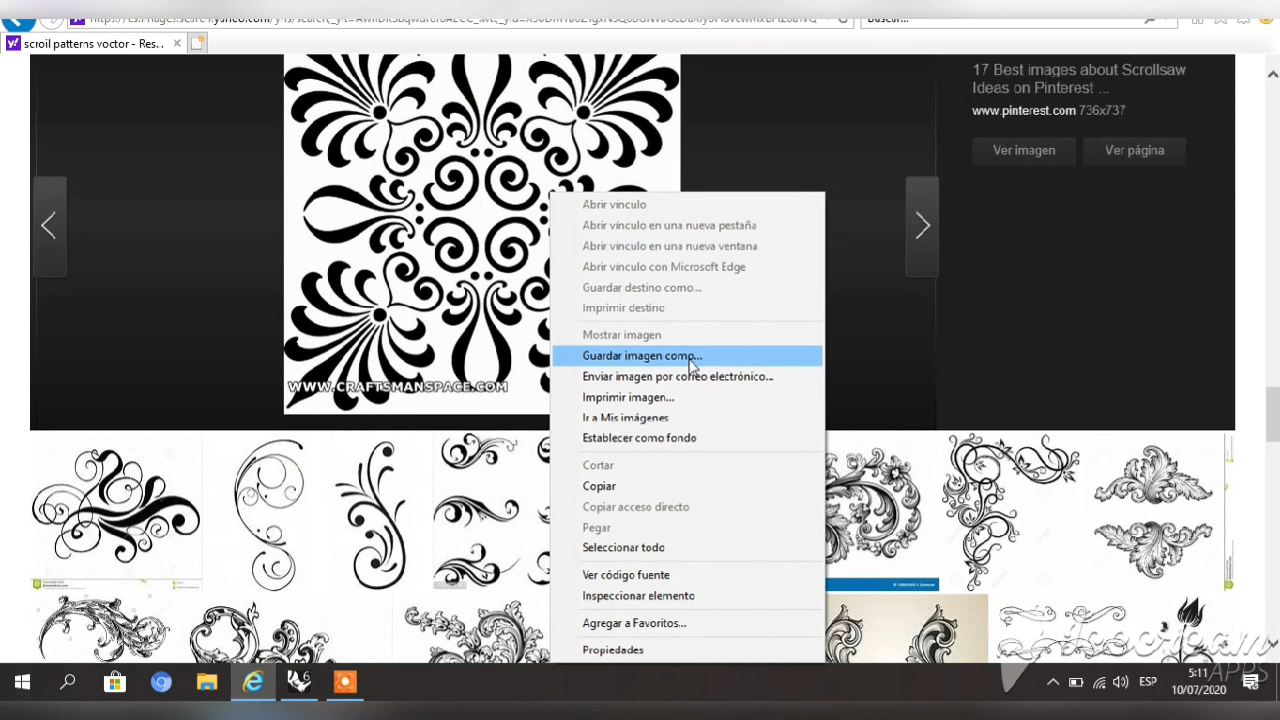 Buscar...
scroll patterns vector - Res...
17 Best images about Scrollsaw
Ideas on Pinterest ...
www.pinterest.com 736x737
Ver imagen
Ver página
WWW.CRAFTSMANSPACE.COM
Abrir vínculo
Abrir vínculo en una nueva pestaña
Abrir vínculo en una nueva ventana
Abrir vínculo con Microsoft Edge
Guardar destino como...
Imprimir destino
Mostrar imagen
Guardar imagen como...
Enviar imagen por correo electrónico...
Imprimir imagen...
Ir a Mis imágenes
Establecer como fondo
Cortar
Copiar
Copiar acceso directo
Pegar
Seleccionar todo
Ver código fuente
Inspeccionar elemento
Agregar a Favoritos...
Propiedades
APPS
6
ESP
5:11
10/07/2020